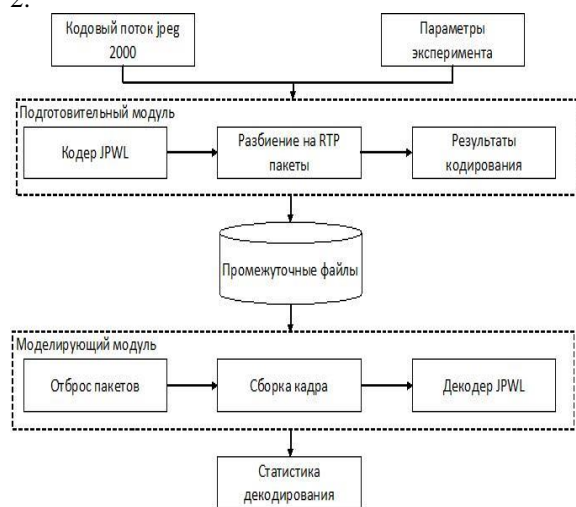 2.
Кодовый поток jpeg
2000
Параметры
эксперимента
Подготовительный модуль
Кодер JPWL
Разбиение на RTP
пакеты
Результаты
кодирования
Промежуточные файлы
Моделирующий модуль
Отброс пакетов
Сборка кадра
Декодер JPWL
Статистика
декодирования